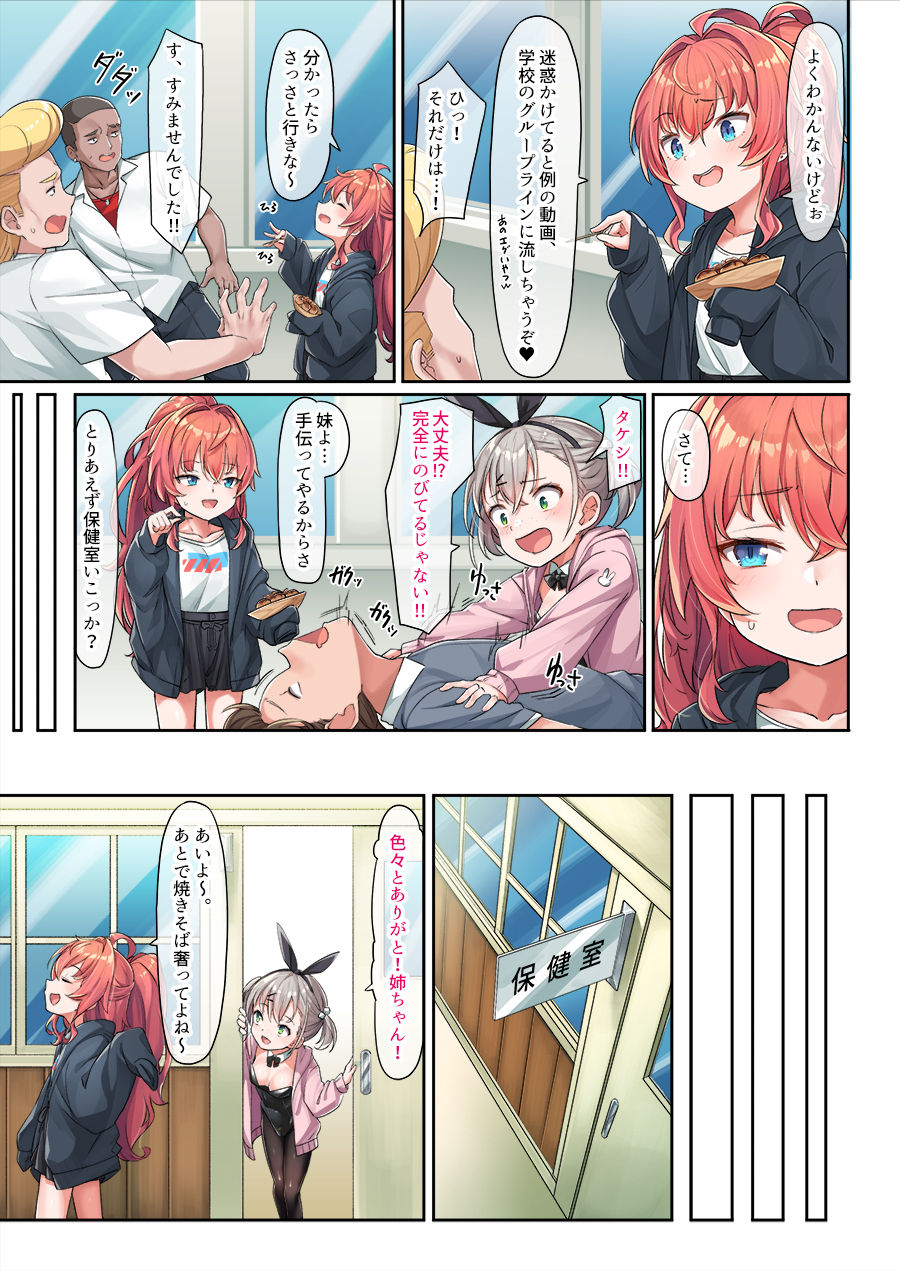 よくわかんないけどぉ
迷惑かけてると例の動画、
学校のグループラインに流しちゃうぞ♥
あのエグいやつw
ひっ！
それだけは…！
分かったら
さっさと行きな～
ひら
ひら
す、すみませんでした!!
ダダッ
さて…
タケシ!!
大丈夫!?
完全にのびてるじゃない!!
ゆっさ
ゆっさ
ガクッ
ガクッ
妹よ…
手伝ってやるからさ
とりあえず保健室いこっか？
保健室
色々とありがと！姉ちゃん！
あいよ～。
あとで焼きそば奢ってよね～